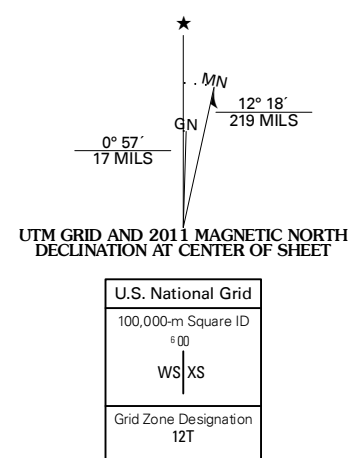 ★
MN
GN
12° 18´
219 MILS
0° 57´
17 MILS
UTM GRID AND 2011 MAGNETIC NORTH
DECLINATION AT CENTER OF SHEET
U.S. National Grid
100,000-m Square ID
6 00
WS XS
Grid Zone Designation
12T